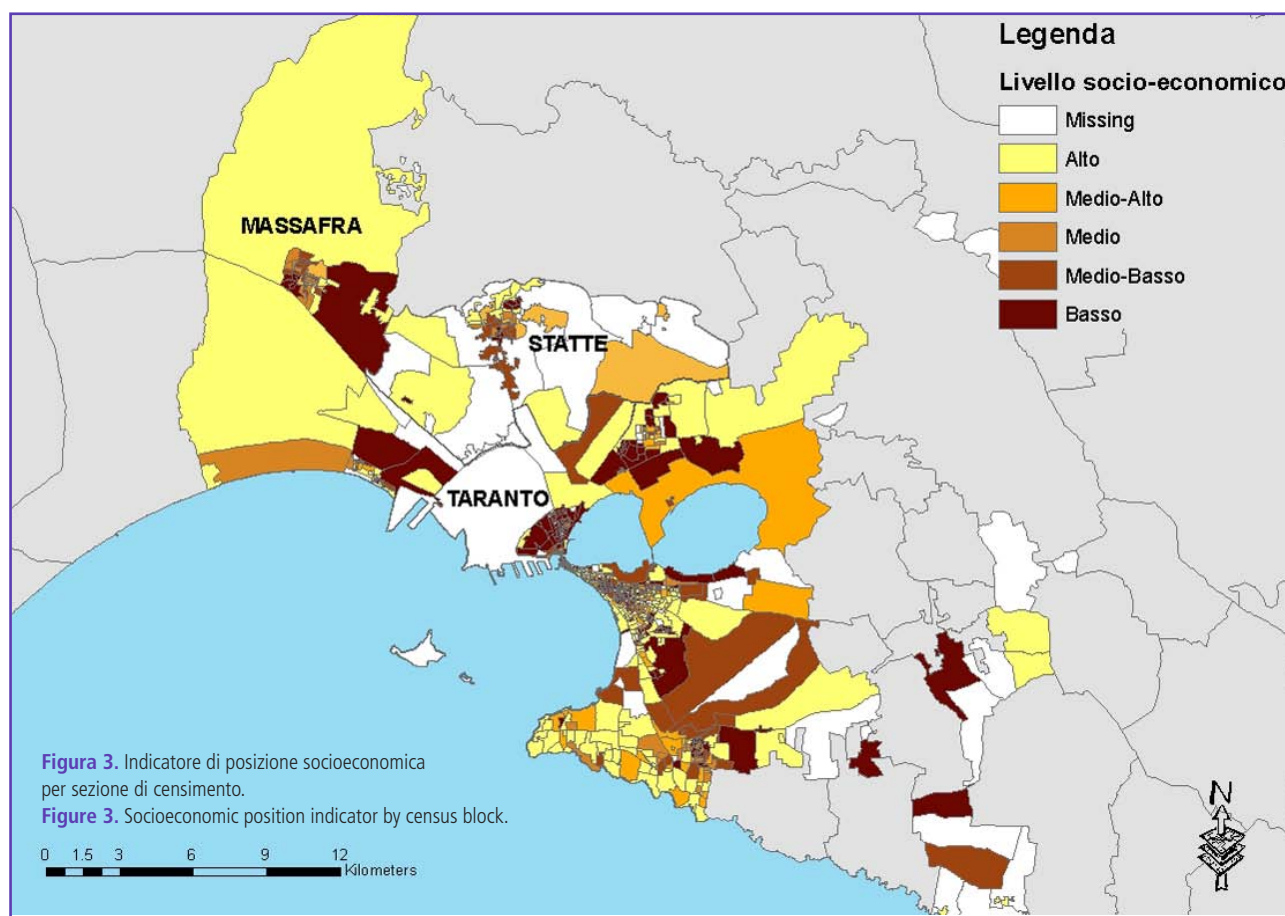 Legenda
Livello socio-economico
Missing
Alto
Medio-Alto
Medio
Medio-Basso
Basso
MASSAFRA
STATTE
TARANTO
Figura 3. Indicatore di posizione socioeconomica
per sezione di censimento.
Figure 3. Socioeconomic position indicator by census block.
0 1.5 3 6 9 12
Kilometers
N